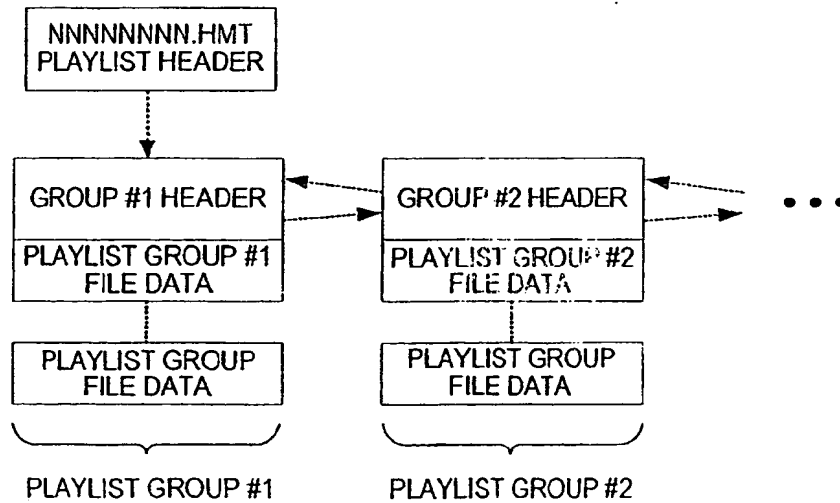 NNNNNNNN.HMT
PLAYLIST HEADER
GROUP #1 HEADER
GROUP #2 HEADER
PLAYLIST GROUP #1
FILE DATA
PLAYLIST GROUP #2
FILE DATA
PLAYLIST GROUP
FILE DATA
PLAYLIST GROUP
FILE DATA
PLAYLIST GROUP #1
PLAYLIST GROUP #2